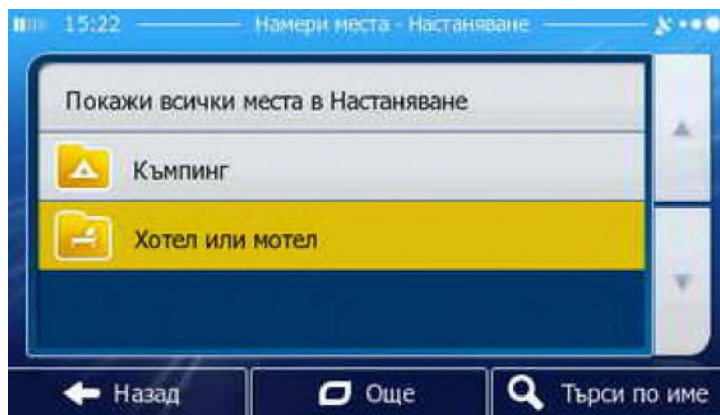 15:22 Намери места - Настаняване
Покажи всички места в Настаняване
Къмпинг
Хотел или мотел
Назад Още Търси по име